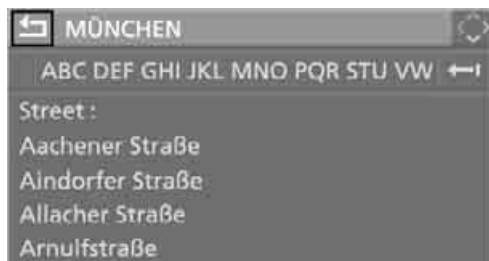 MÜNCHEN
ABC DEF GHI JKL MNO PQR STU VW
Street :
Aachener Straße
Aindorfer Straße
Allacher Straße
Arnulfstraße